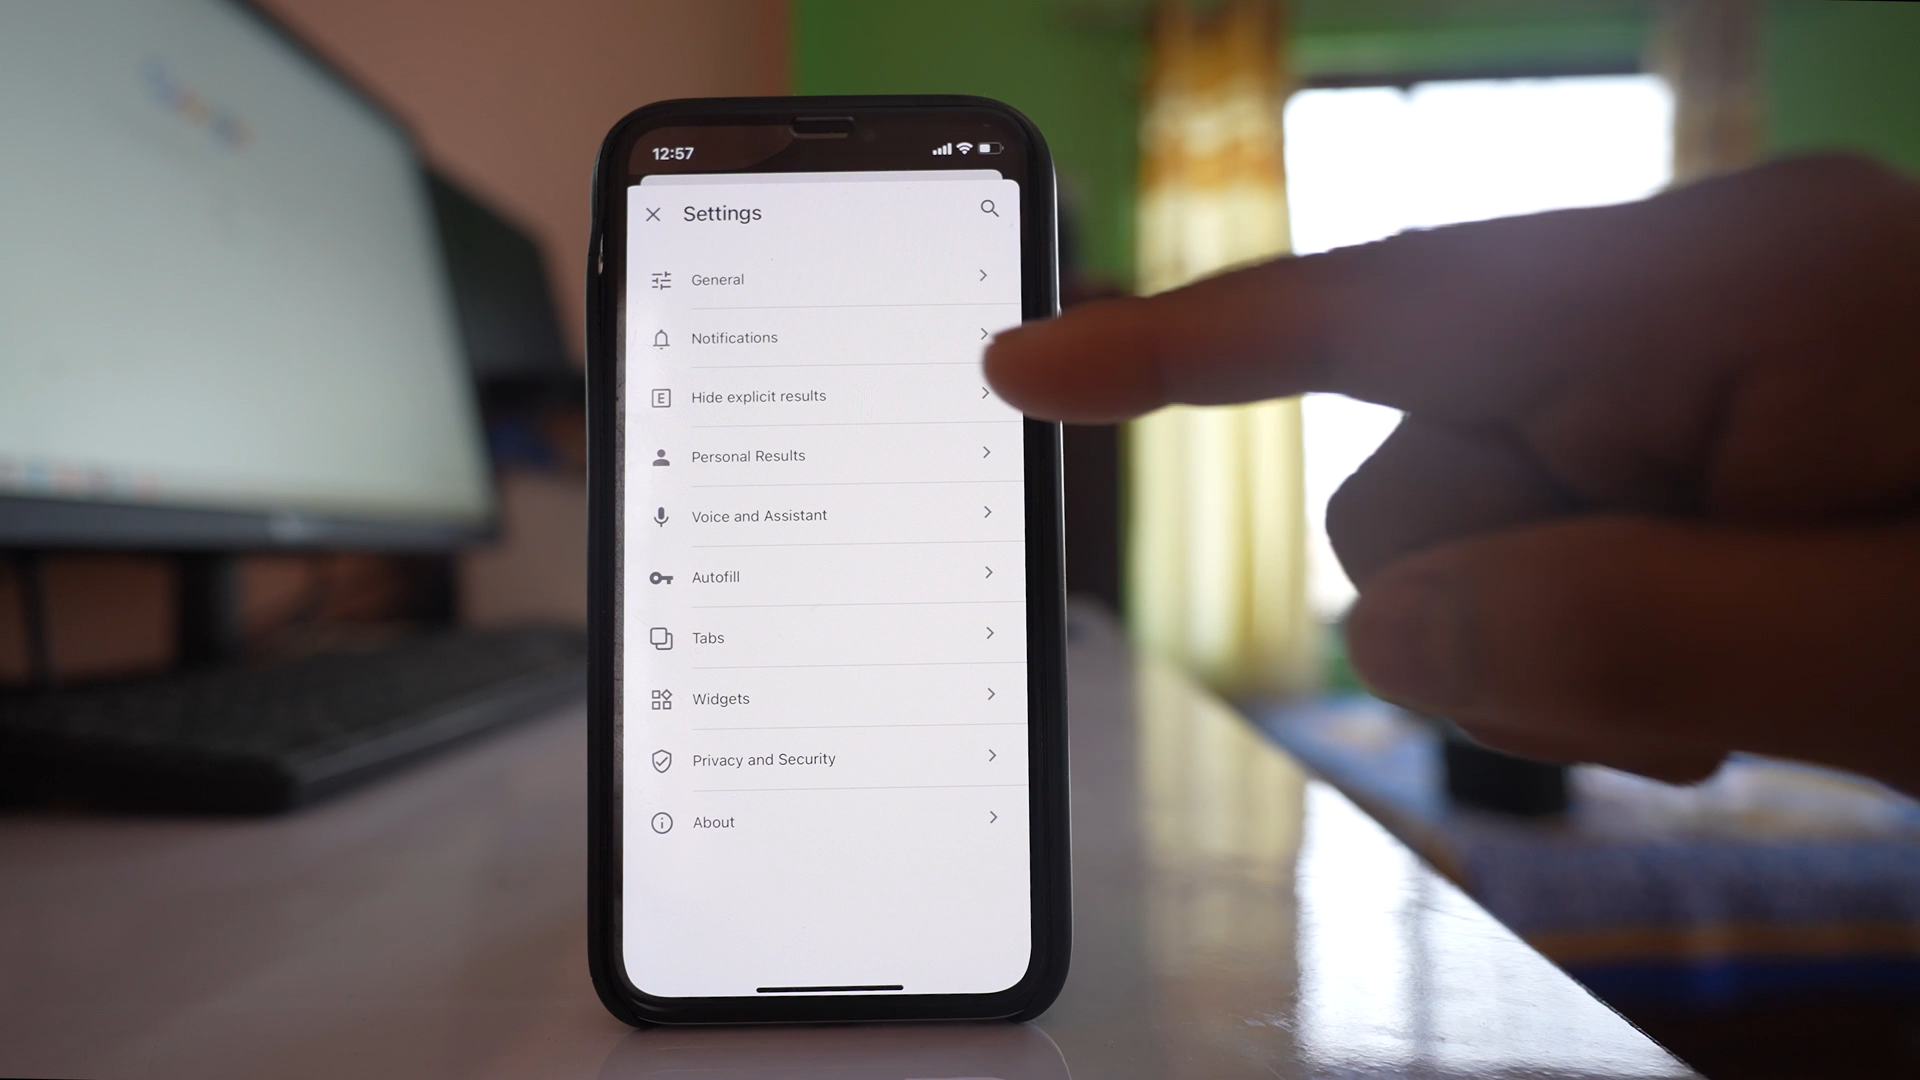 12:57
Settings
General
Notifications
Hide explicit results
E
Personal Results
Voice and Assistant
Autofill
Tabs
Widgets
Privacy and Security
About